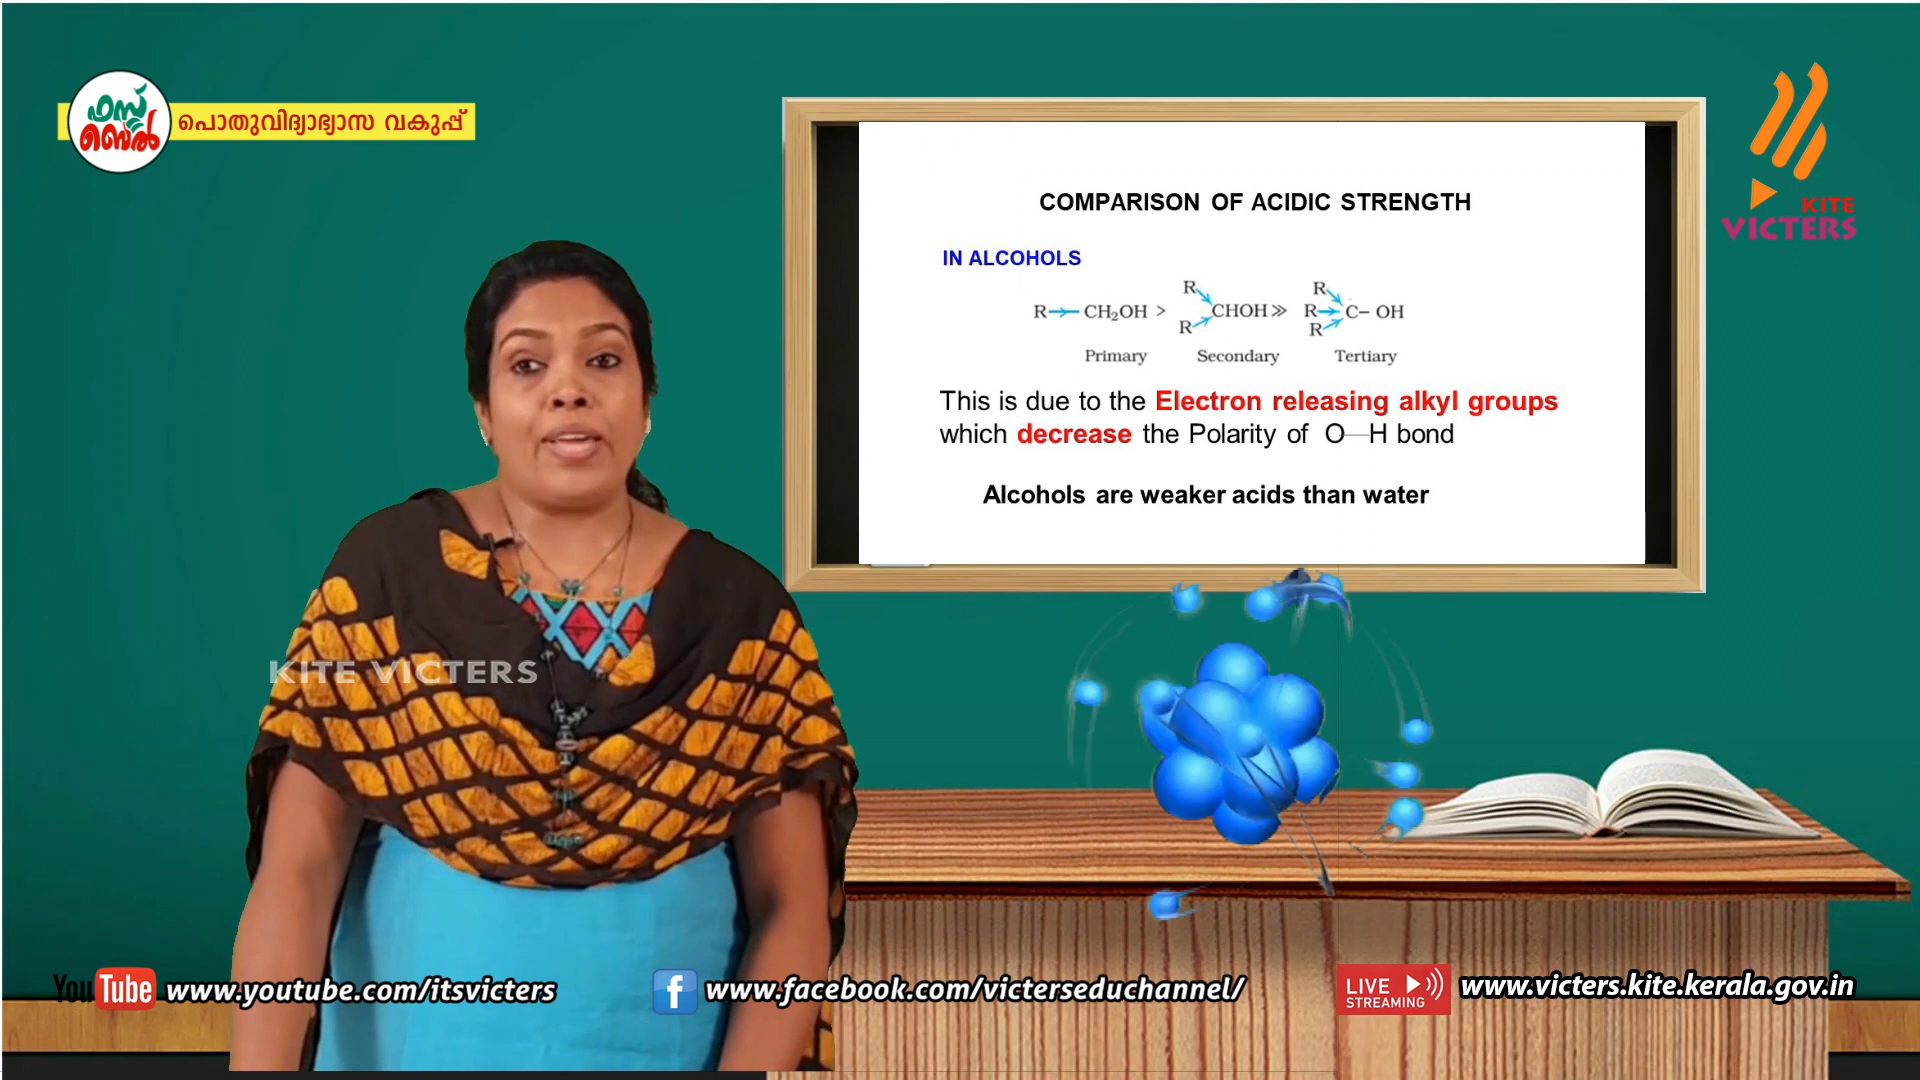 ഫസ്റ്റ്
ബെൽ
പൊതുവിദ്യാഭ്യാസ വകുപ്പ്
KITE
VICTERS
COMPARISON OF ACIDIC STRENGTH
IN ALCOHOLS
R CH₂OH > R R CHOH >> R R R C– OH
Primary Secondary Tertiary
This is due to the Electron releasing alkyl groups
which decrease the Polarity of O—H bond
Alcohols are weaker acids than water
KITE VICTERS
YouTube www.youtube.com/itsvicters
f www.facebook.com/victerseduchannel/
LIVE
STREAMING
www.victers.kite.kerala.gov.in